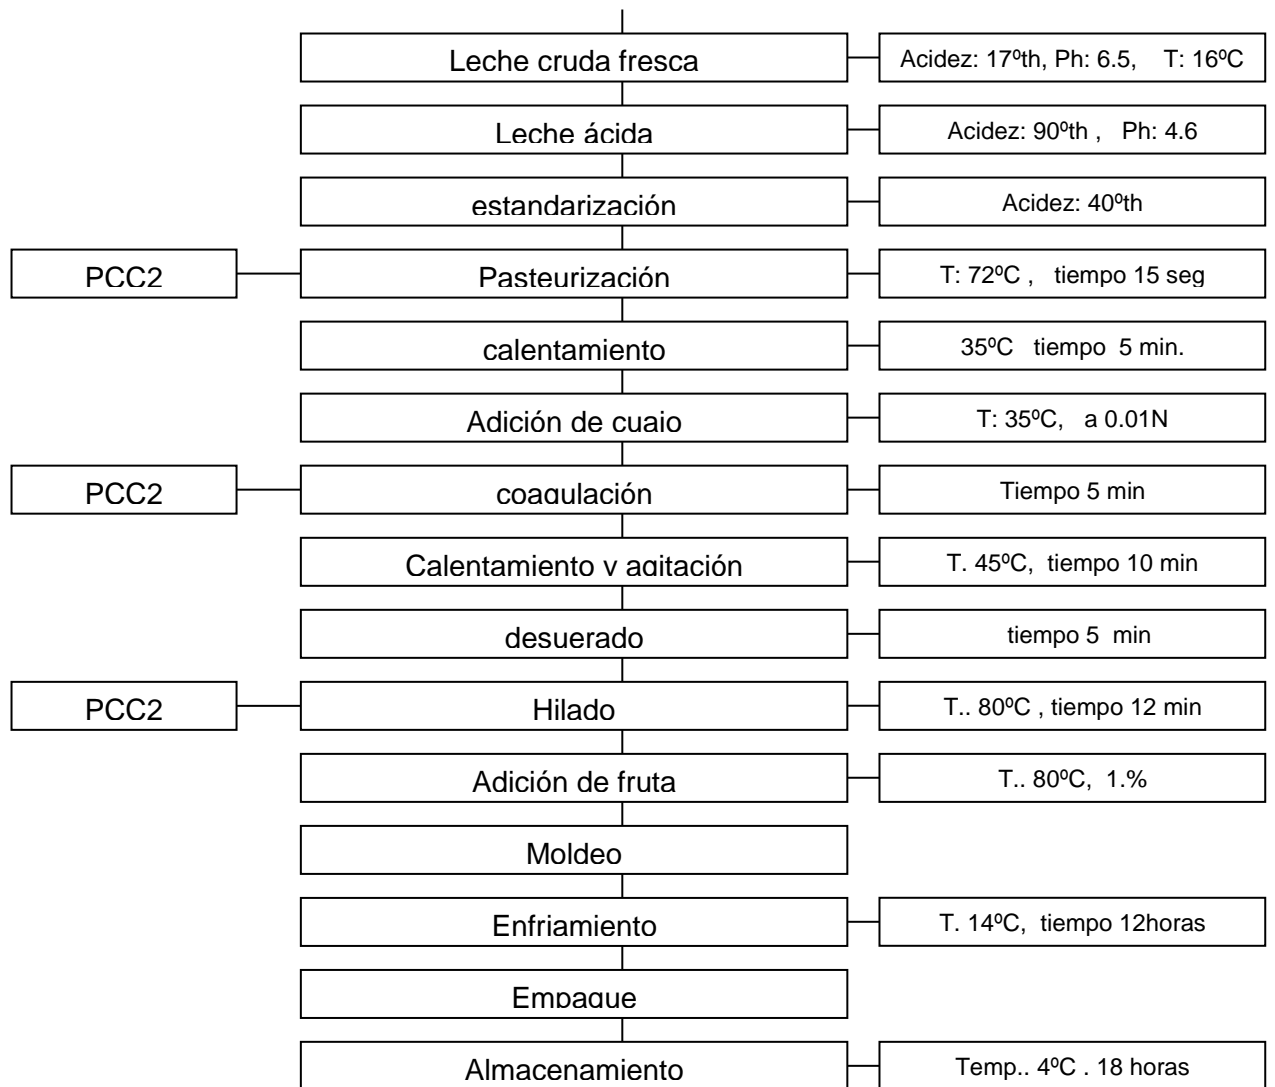 Leche cruda fresca
Acidez: 17ºth, Ph: 6.5, T: 16ºC
Leche ácida
Acidez: 90ºth , Ph: 4.6
estandarización
Acidez: 40ºth
PCC2
Pasteurización
T: 72ºC , tiempo 15 seg
calentamiento
35ºC tiempo 5 min.
Adición de cuajo
T: 35ºC, a 0.01N
PCC2
coagulación
Tiempo 5 min
Calentamiento y agitación
T. 45ºC, tiempo 10 min
desuerado
tiempo 5 min
PCC2
Hilado
T.. 80ºC , tiempo 12 min
Adición de fruta
T.. 80ºC, 1.%
Moldeo
Enfriamiento
T. 14ºC, tiempo 12horas
Empaque
Almacenamiento
Temp.. 4ºC . 18 horas